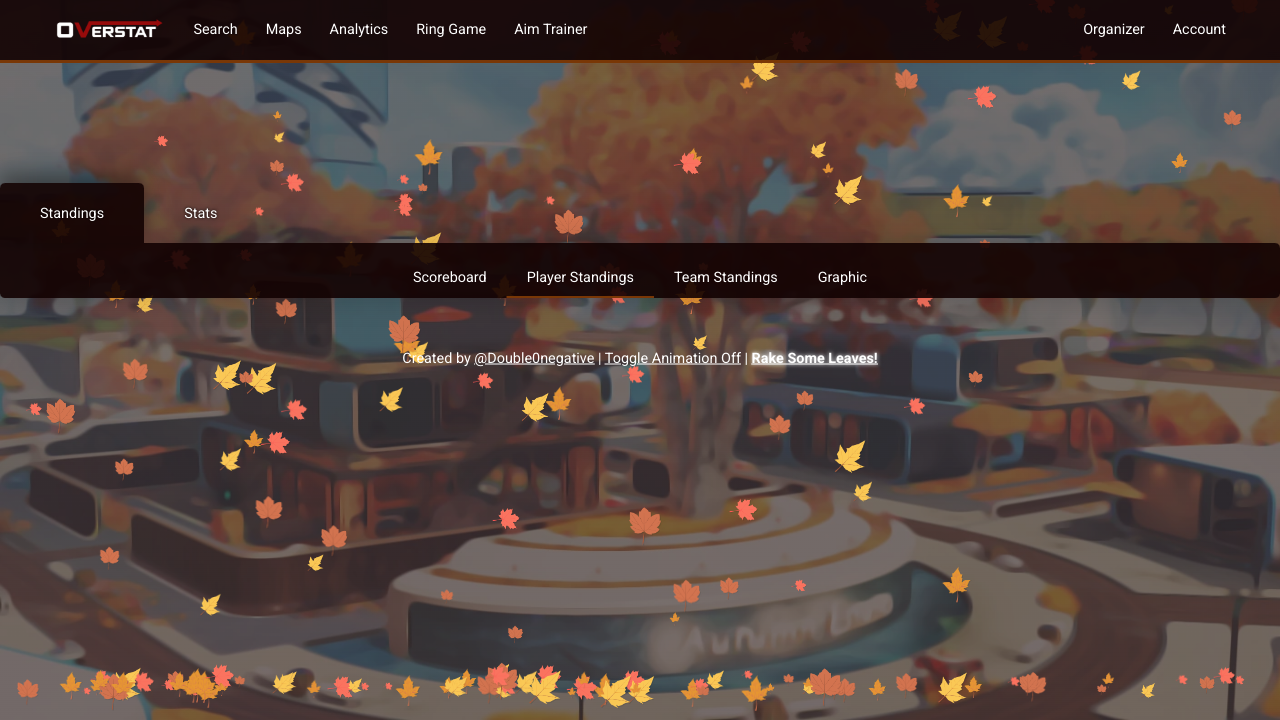 OVERSTAT Search Maps Analytics Ring Game Aim Trainer Organizer Account
Standings Stats
Scoreboard Player Standings Team Standings Graphic
Created by @Double0negative | Toggle Animation Off | Rake Some Leaves!